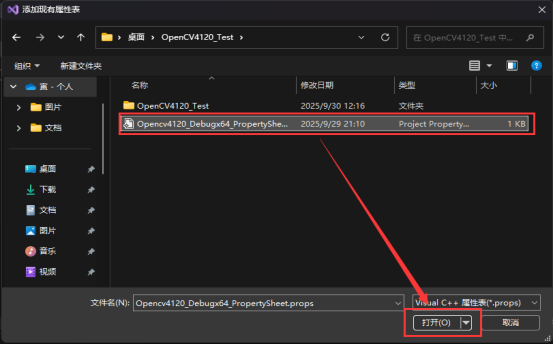 添加现有属性表
桌面 > OpenCV4120_Test >
在 OpenCV4120_Test 中...
组织 新建文件夹
寅 - 个人
图片
文档
桌面
下载
文档
图片
音乐
视频
名称 修改日期 类型 大小
OpenCV4120_Test 2025/9/30 12:16 文件夹
Opencv4120_Debugx64_PropertyShe... 2025/9/29 21:10 Project Property... 1 KB
文件名(N): Opencv4120_Debugx64_PropertySheet.props Visual C++ 属性表(*.props)
打开(O) 取消